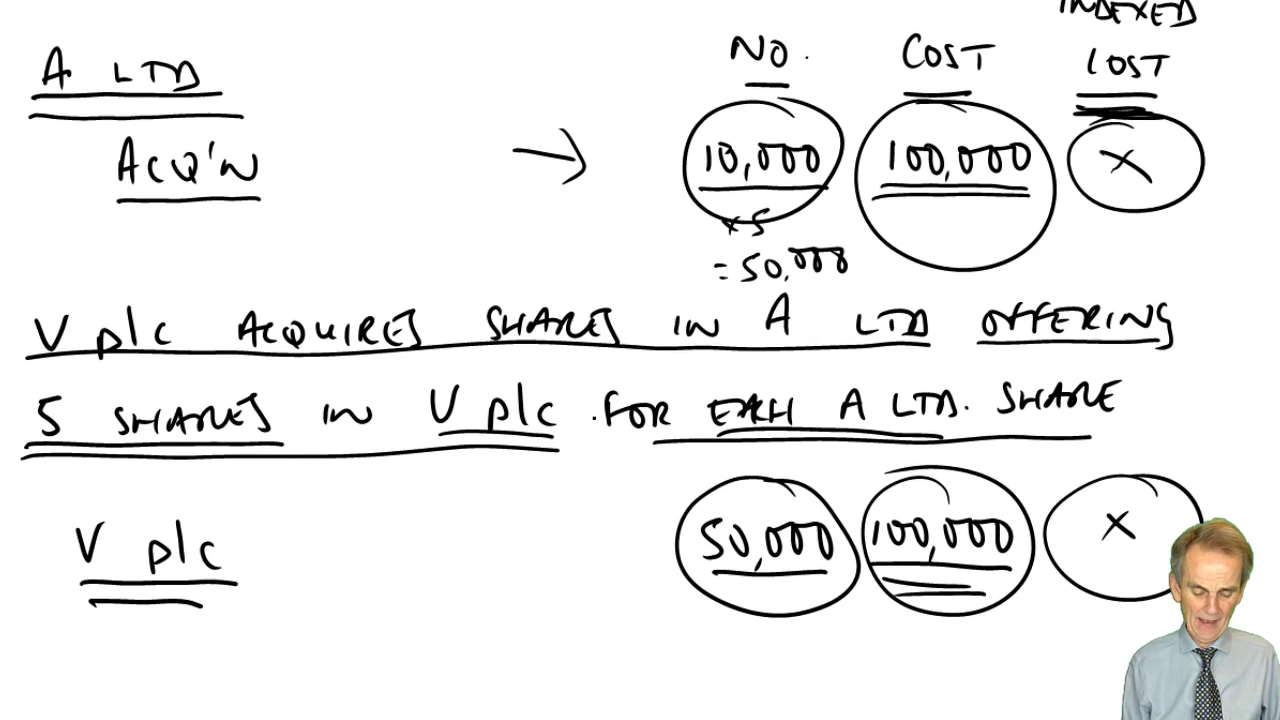 INDEXED
A LTD NO. COST COST
ACQ'N → 10,000 100,000 X
x5
= 50,000
V plc ACQUIRES SHARES IN A LTD OFFERING
5 SHARES IN V plc FOR EACH A LTD. SHARE
V plc 50,000 100,000 X